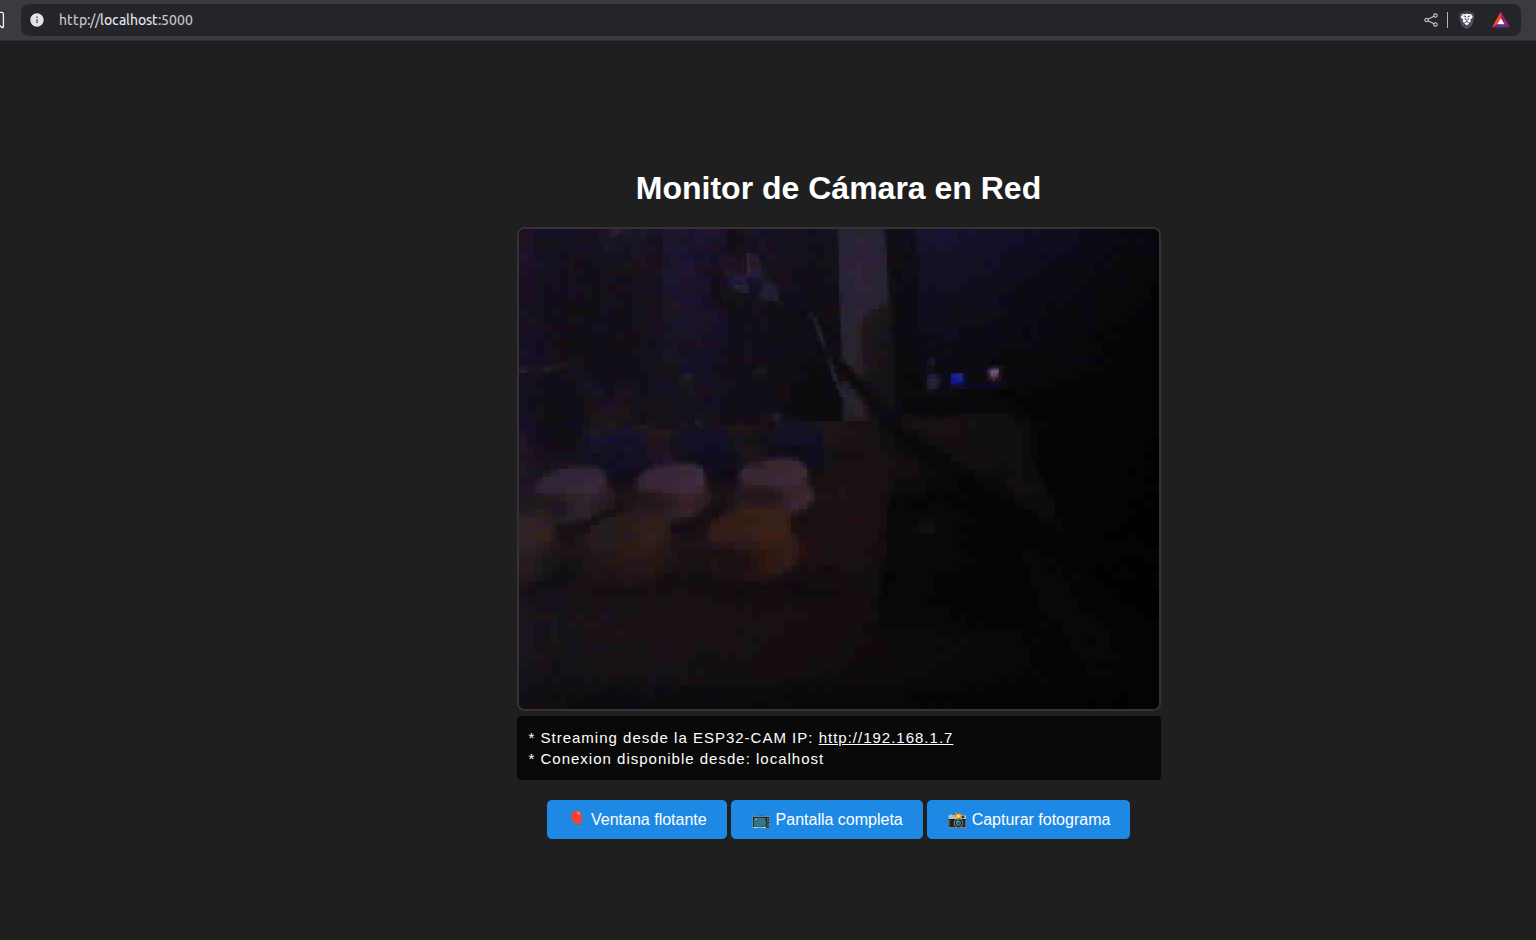 http://localhost:5000
Monitor de Cámara en Red
* Streaming desde la ESP32-CAM IP: http://192.168.1.7
* Conexion disponible desde: localhost
🎈 Ventana flotante
📺 Pantalla completa
📸 Capturar fotograma